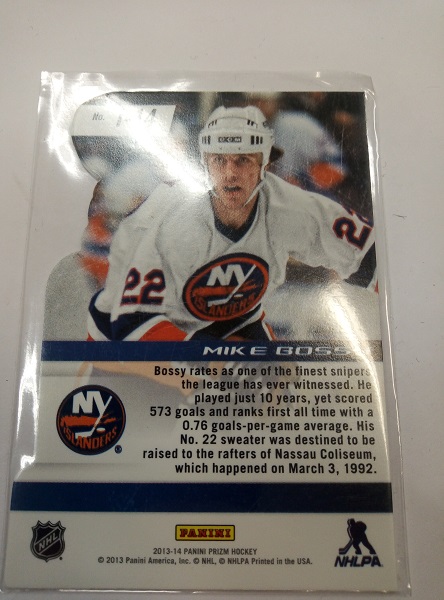 No.
CCM
22
22
NY
ISLANDERS
MIKE BOSS
Bossy rates as one of the finest snipers
the league has ever witnessed. He
played just 10 years, yet scored
573 goals and ranks first all time with a
0.76 goals-per-game average. His
No. 22 sweater was destined to be
raised to the rafters of Nassau Coliseum,
which happened on March 3, 1992.
NY
ISLANDERS
®
NHL
PANINI
NHLPA
2013-14 PANINI PRIZM HOCKEY
© 2013 Panini America, Inc. © NHL, © NHLPA Printed in the USA.